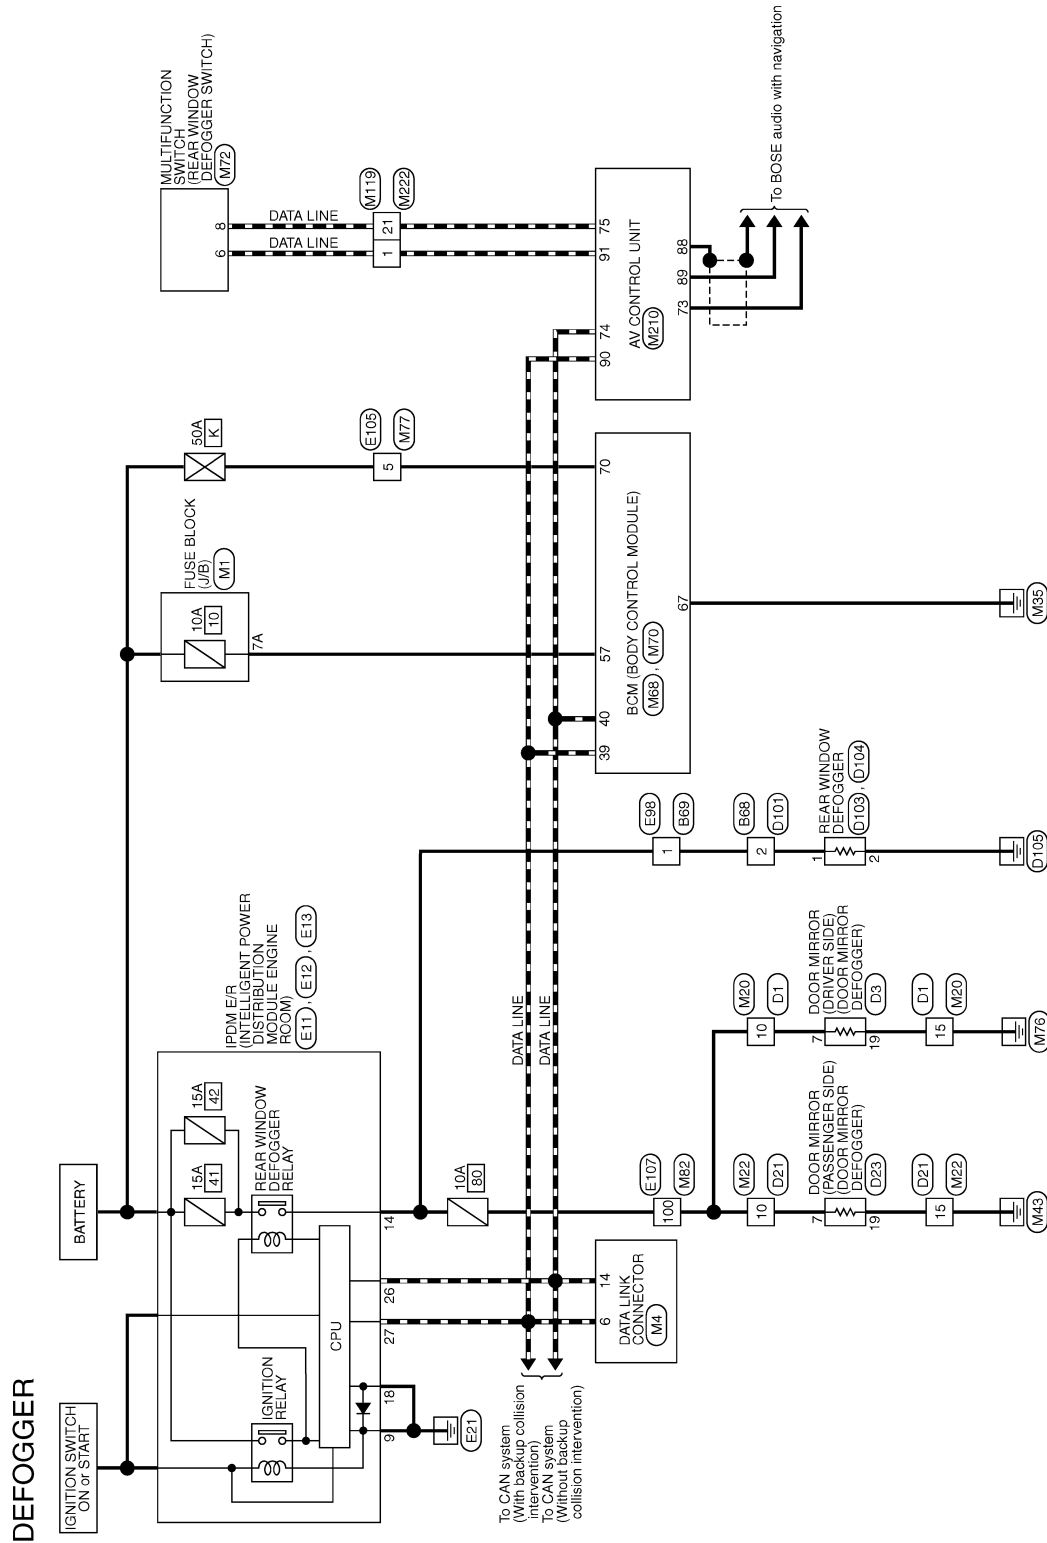 DEFOGGER
IGNITION SWITCH
ON or START
BATTERY
IPDM E/R
(INTELLIGENT POWER
DISTRIBUTION
MODULE ENGINE
ROOM)
E11 , E12 , E13
15A
41
15A
42
IGNITION
RELAY
REAR WINDOW
DEFOGGER
RELAY
CPU
9
18
27
26
14
E21
10A
80
FUSE BLOCK
(J/B)
M1
10A
10
7A
50A
K
E105
5
M77
MULTIFUNCTION
SWITCH
(REAR WINDOW
DEFOGGER SWITCH)
M72
6
8
DATA LINE
DATA LINE
M119
1
21
M222
DATA LINE
DATA LINE
To CAN system
(With backup collision
intervention)
To CAN system
(Without backup
collision intervention)
6
14
DATA LINK
CONNECTOR
M4
E107
100
M82
M22
10
D21
7
DOOR MIRROR
(PASSENGER SIDE)
(DOOR MIRROR
DEFOGGER)
D23
19
D21
15
M22
M43
M20
10
D1
7
DOOR MIRROR
(DRIVER SIDE)
(DOOR MIRROR
DEFOGGER)
D3
19
D1
15
M20
M76
E98
1
B69
B68
2
D101
1
REAR WINDOW
DEFOGGER
D103 , D104
2
D105
39
40
57
70
BCM (BODY CONTROL MODULE)
M68 , M70
67
M35
90
74
91
75
AV CONTROL UNIT
M210
73
89
88
To BOSE audio with navigation